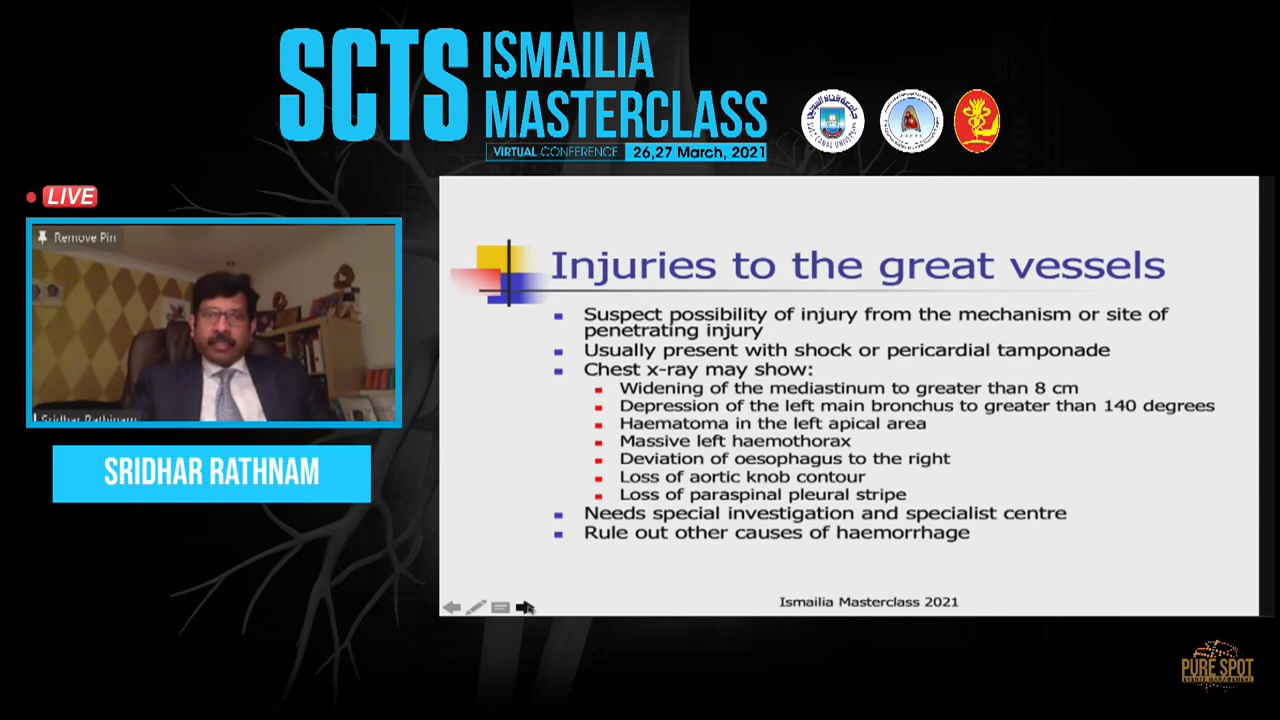 SCTS ISMAILIA
MASTERCLASS
VIRTUAL CONFERENCE 26,27 March, 2021
LIVE
Remove Pin
Sridhar Rathinam
SRIDHAR RATHNAM
Injuries to the great vessels
Suspect possibility of injury from the mechanism or site of
penetrating injury
Usually present with shock or pericardial tamponade
Chest x-ray may show:
Widening of the mediastinum to greater than 8 cm
Depression of the left main bronchus to greater than 140 degrees
Haematoma in the left apical area
Massive left haemothorax
Deviation of oesophagus to the right
Loss of aortic knob contour
Loss of paraspinal pleural stripe
Needs special investigation and specialist centre
Rule out other causes of haemorrhage
Ismailia Masterclass 2021
PURE SPOT